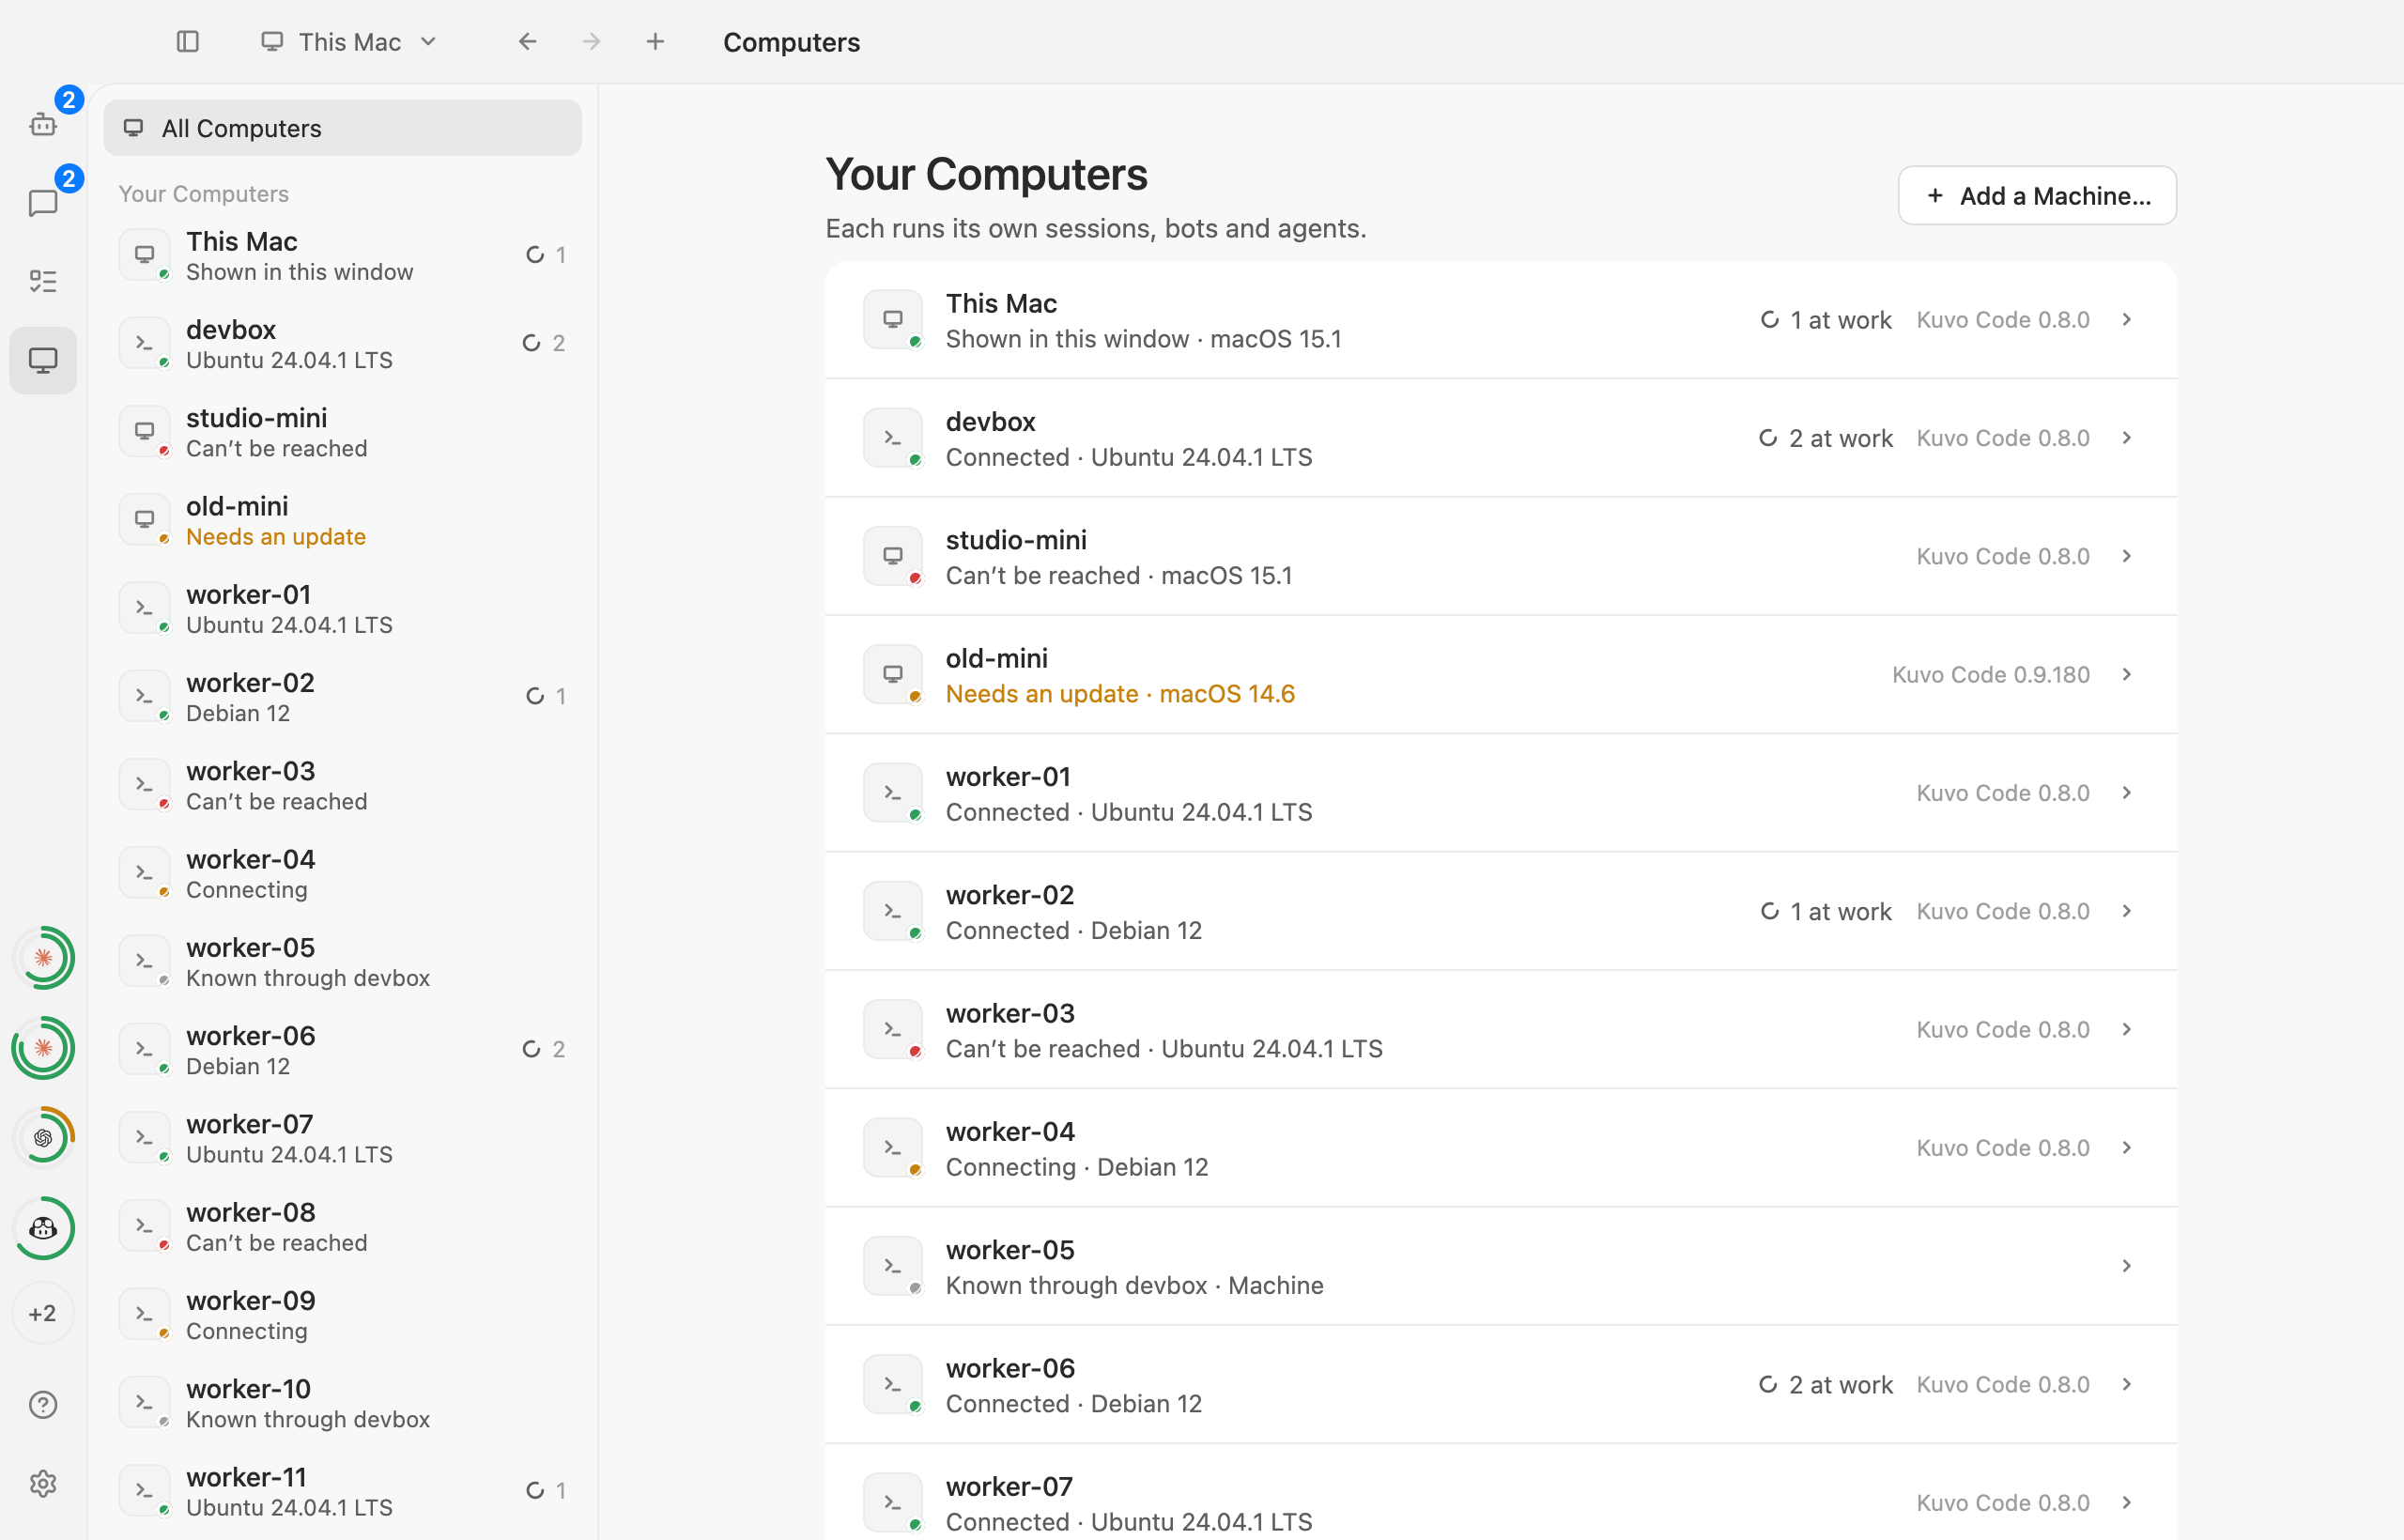 This Mac
Computers
2
2
+2
All Computers
Your Computers
This Mac
Shown in this window
1
devbox
Ubuntu 24.04.1 LTS
2
studio-mini
Can’t be reached
old-mini
Needs an update
worker-01
Ubuntu 24.04.1 LTS
worker-02
Debian 12
1
worker-03
Can’t be reached
worker-04
Connecting
worker-05
Known through devbox
worker-06
Debian 12
2
worker-07
Ubuntu 24.04.1 LTS
worker-08
Can’t be reached
worker-09
Connecting
worker-10
Known through devbox
worker-11
Ubuntu 24.04.1 LTS
1
Your Computers
Each runs its own sessions, bots and agents.
+ Add a Machine...
This Mac
Shown in this window · macOS 15.1
1 at work Kuvo Code 0.8.0
devbox
Connected · Ubuntu 24.04.1 LTS
2 at work Kuvo Code 0.8.0
studio-mini
Can’t be reached · macOS 15.1
Kuvo Code 0.8.0
old-mini
Needs an update · macOS 14.6
Kuvo Code 0.9.180
worker-01
Connected · Ubuntu 24.04.1 LTS
Kuvo Code 0.8.0
worker-02
Connected · Debian 12
1 at work Kuvo Code 0.8.0
worker-03
Can’t be reached · Ubuntu 24.04.1 LTS
Kuvo Code 0.8.0
worker-04
Connecting · Debian 12
Kuvo Code 0.8.0
worker-05
Known through devbox · Machine
worker-06
Connected · Debian 12
2 at work Kuvo Code 0.8.0
worker-07
Connected · Ubuntu 24.04.1 LTS
Kuvo Code 0.8.0